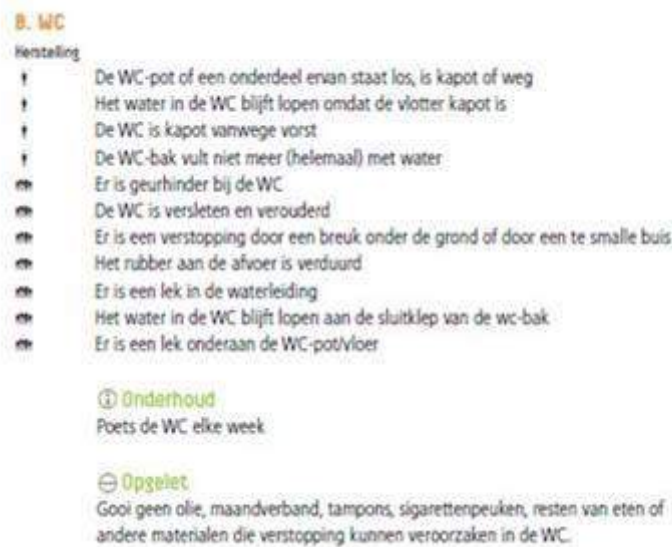 B. WC
Herstelling
De WC-pot of een onderdeel ervan staat los, is kapot of weg
Het water in de WC blijft lopen omdat de vlotter kapot is
De WC is kapot vanwege vorst
De WC-bak vult niet meer (helemaal) met water
Er is geurhinder bij de WC
De WC is versleten en verouderd
Er is een verstopping door een breuk onder de grond of door een te smalle buis
Het rubber aan de afvoer is verduurd
Er is een lek in de waterleiding
Het water in de WC blijft lopen aan de sluitklep van de wc-bak
Er is een lek onderaan de WC-pot/vloer
Onderhoud
Poets de WC elke week
Opgelet
Gooi geen olie, maandverband, tampons, sigarettenpeuken, resten van eten of
andere materialen die verstopping kunnen veroorzaken in de WC.